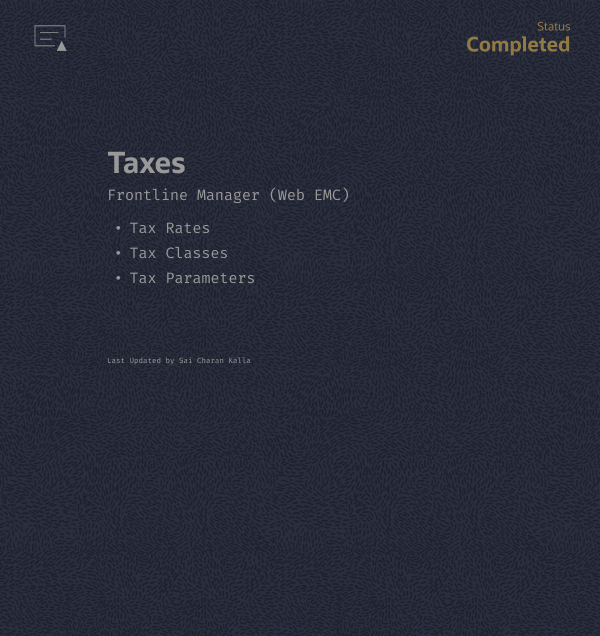 Status
Completed
Taxes
Frontline Manager (Web EMC)
• Tax Rates
• Tax Classes
• Tax Parameters
Last Updated by Sai Charan Kalla